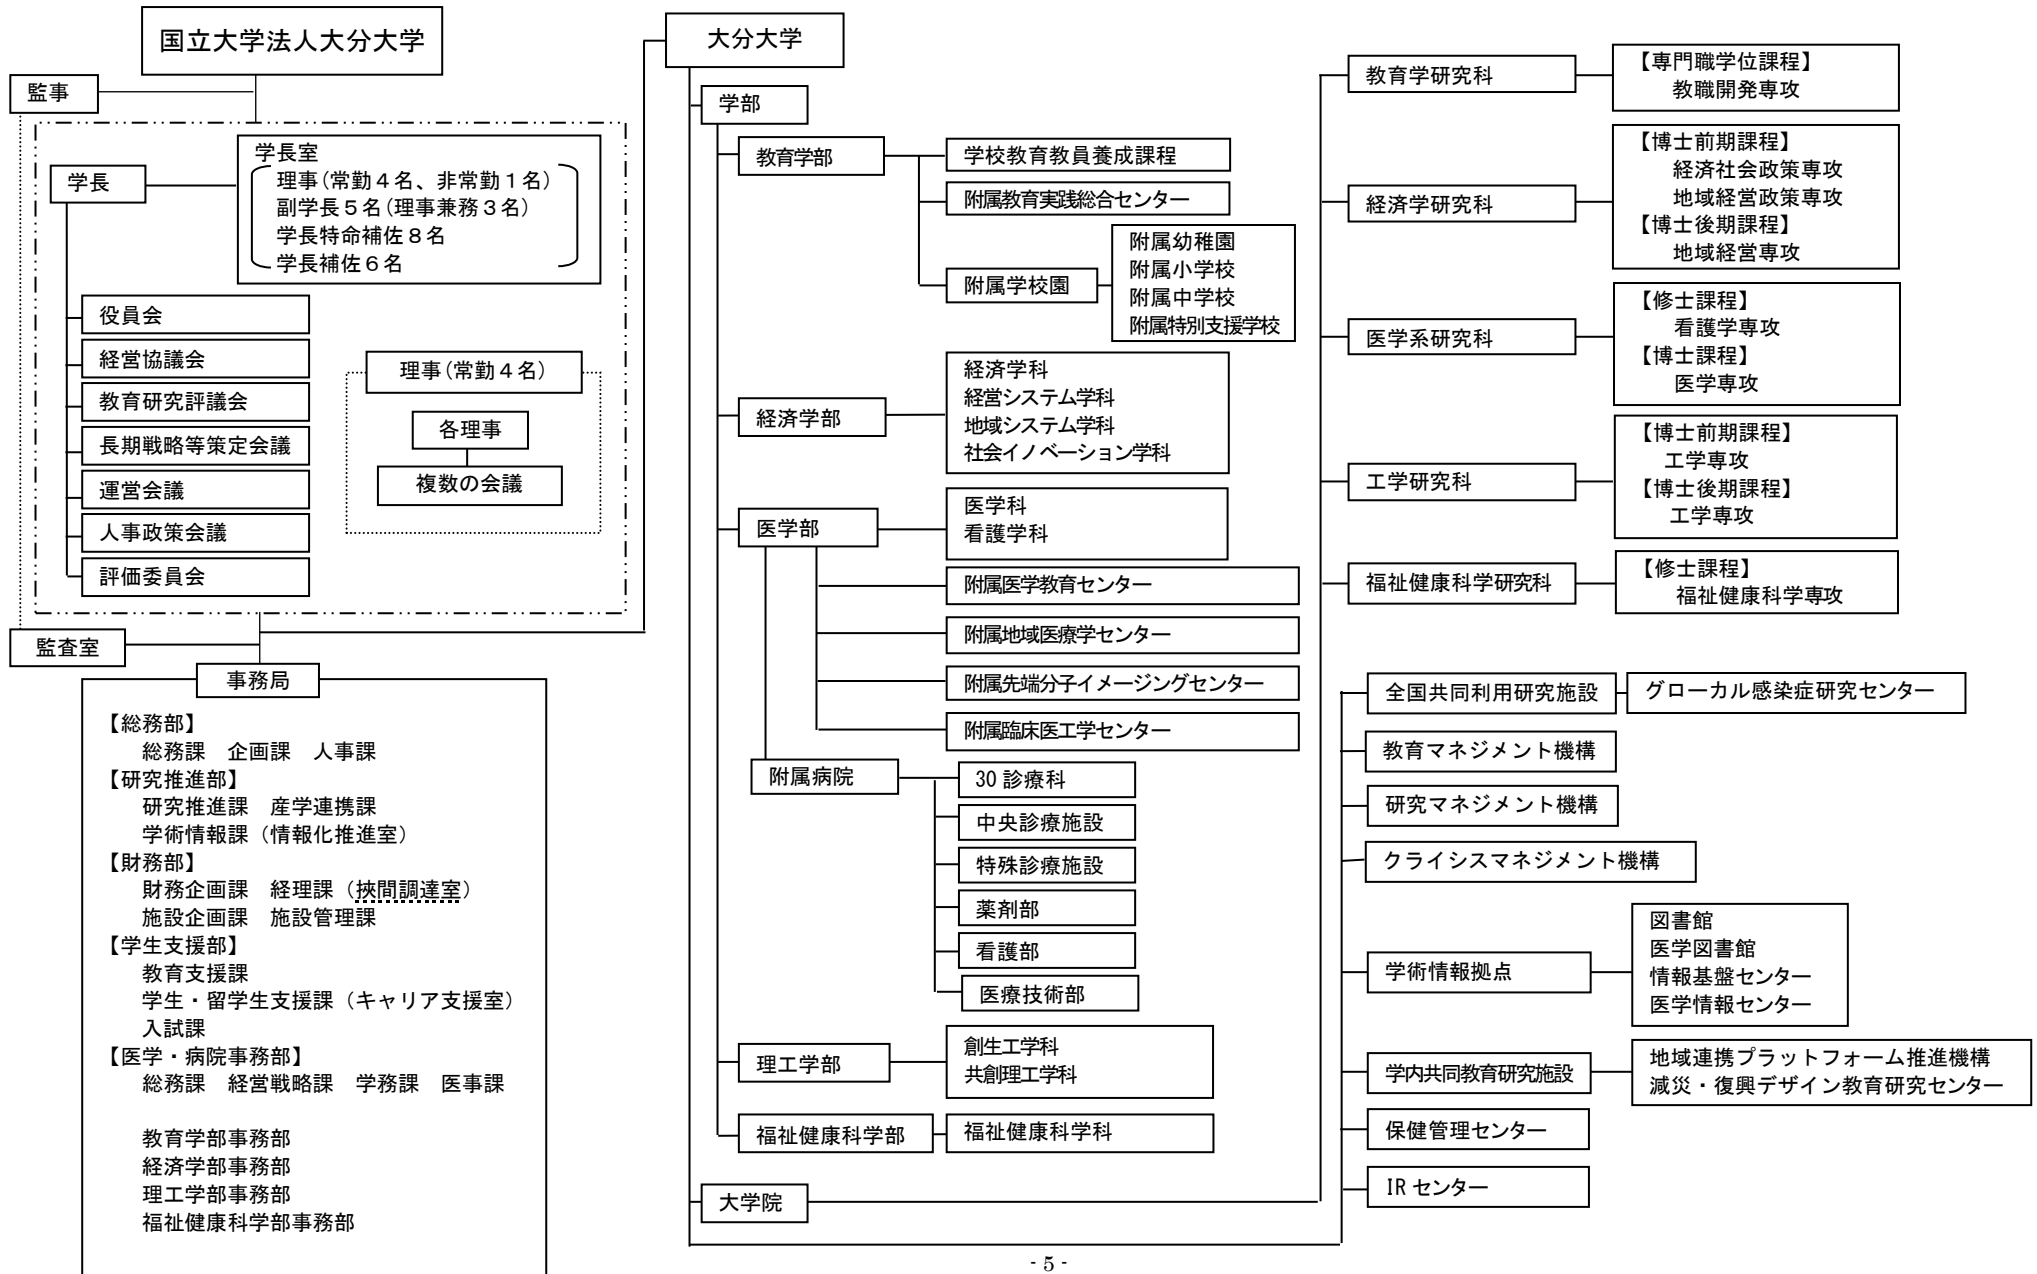 国立大学法人大分大学
監事
学長
学長室
理事(常勤４名、非常勤１名)
副学長５名(理事兼務３名)
学長特命補佐８名
学長補佐６名
役員会
経営協議会
教育研究評議会
長期戦略等策定会議
運営会議
人事政策会議
評価委員会
理事(常勤４名)
各理事
複数の会議
監査室
事務局
【総務部】
総務課　企画課　人事課
【研究推進部】
研究推進課　産学連携課
学術情報課（情報化推進室）
【財務部】
財務企画課　経理課（挾間調達室）
施設企画課　施設管理課
【学生支援部】
教育支援課
学生・留学生支援課（キャリア支援室）
入試課
【医学・病院事務部】
総務課　経営戦略課　学務課　医事課
教育学部事務部
経済学部事務部
理工学部事務部
福祉健康科学部事務部
大分大学
学部
教育学部
学校教育教員養成課程
附属教育実践総合センター
附属学校園
附属幼稚園
附属小学校
附属中学校
附属特別支援学校
経済学部
経済学科
経営システム学科
地域システム学科
社会イノベーション学科
医学部
医学科
看護学科
附属医学教育センター
附属地域医療学センター
附属先端分子イメージングセンター
附属臨床医工学センター
附属病院
30 診療科
中央診療施設
特殊診療施設
薬剤部
看護部
医療技術部
理工学部
創生工学科
共創理工学科
福祉健康科学部
福祉健康科学科
大学院
教育学研究科
【専門職学位課程】
教職開発専攻
経済学研究科
【博士前期課程】
経済社会政策専攻
地域経営政策専攻
【博士後期課程】
地域経営専攻
医学系研究科
【修士課程】
看護学専攻
【博士課程】
医学専攻
工学研究科
【博士前期課程】
工学専攻
【博士後期課程】
工学専攻
福祉健康科学研究科
【修士課程】
福祉健康科学専攻
全国共同利用研究施設
グローカル感染症研究センター
教育マネジメント機構
研究マネジメント機構
クライシスマネジメント機構
学術情報拠点
図書館
医学図書館
情報基盤センター
医学情報センター
学内共同教育研究施設
地域連携プラットフォーム推進機構
減災・復興デザイン教育研究センター
保健管理センター
IR センター
- 5 -